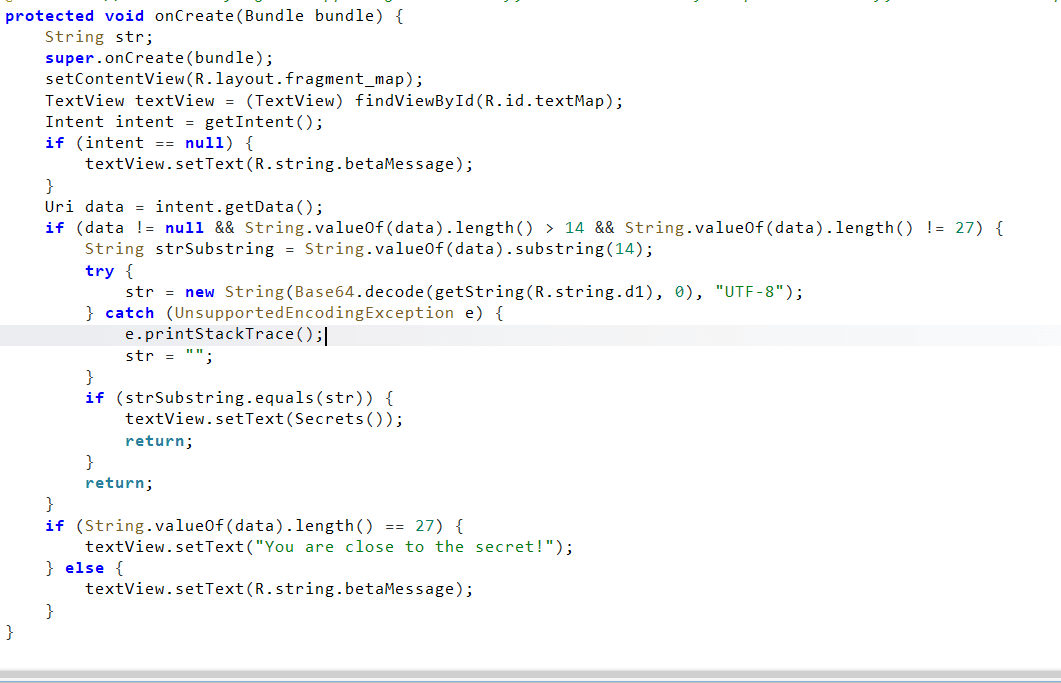 protected void onCreate(Bundle bundle) {
    String str;
    super.onCreate(bundle);
    setContentView(R.layout.fragment_map);
    TextView textView = (TextView) findViewById(R.id.textMap);
    Intent intent = getIntent();
    if (intent == null) {
        textView.setText(R.string.betaMessage);
    }
    Uri data = intent.getData();
    if (data != null && String.valueOf(data).length() > 14 && String.valueOf(data).length() != 27) {
        String strSubstring = String.valueOf(data).substring(14);
        try {
            str = new String(Base64.decode(getString(R.string.d1), 0), "UTF-8");
        } catch (UnsupportedEncodingException e) {
            e.printStackTrace();
            str = "";
        }
        if (strSubstring.equals(str)) {
            textView.setText(Secrets());
            return;
        }
        return;
    }
    if (String.valueOf(data).length() == 27) {
        textView.setText("You are close to the secret!");
    } else {
        textView.setText(R.string.betaMessage);
    }
}